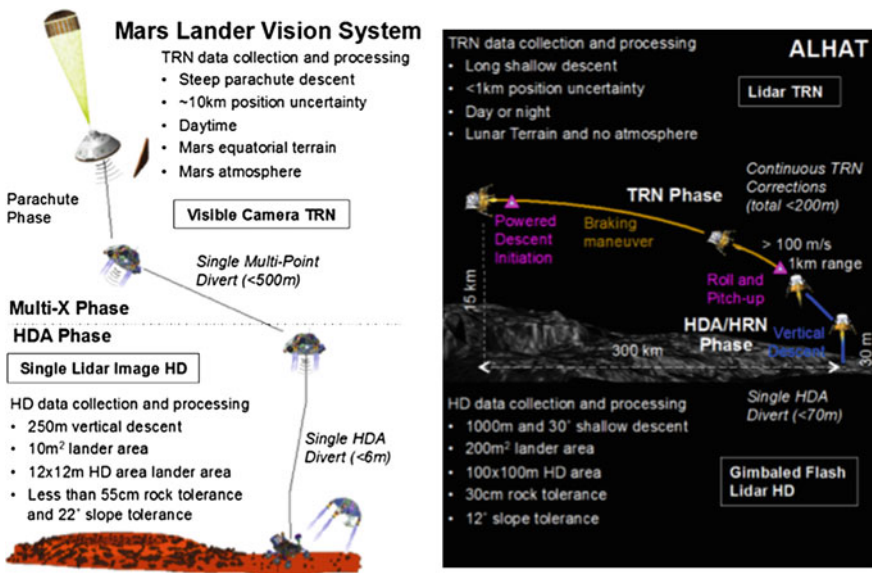 Mars Lander Vision System
TRN data collection and processing
• Steep parachute descent
• ~10km position uncertainty
• Daytime
• Mars equatorial terrain
• Mars atmosphere
Parachute
Phase
Visible Camera TRN
Single Multi-Point
Divert (<500m)
Multi-X Phase
HDA Phase
Single Lidar Image HD
HD data collection and processing
• 250m vertical descent
• 10m² lander area
• 12x12m HD area lander area
• Less than 55cm rock tolerance
and 22˚ slope tolerance
Single HDA
Divert (<6m)
ALHAT
TRN data collection and processing
• Long shallow descent
• <1km position uncertainty
• Day or night
• Lunar Terrain and no atmosphere
Lidar TRN
Continuous TRN
Corrections
(total <200m)
TRN Phase
Powered
Descent
Initiation
Braking
maneuver
> 100 m/s
1km range
Roll and
Pitch-up
15 km
HDA/HRN
Phase
Vertical
Descent
30 m
300 km
Single HDA
Divert (<70m)
HD data collection and processing
• 1000m and 30˚ shallow descent
• 200m² lander area
• 100x100m HD area
• 30cm rock tolerance
• 12˚ slope tolerance
Gimbaled Flash
Lidar HD